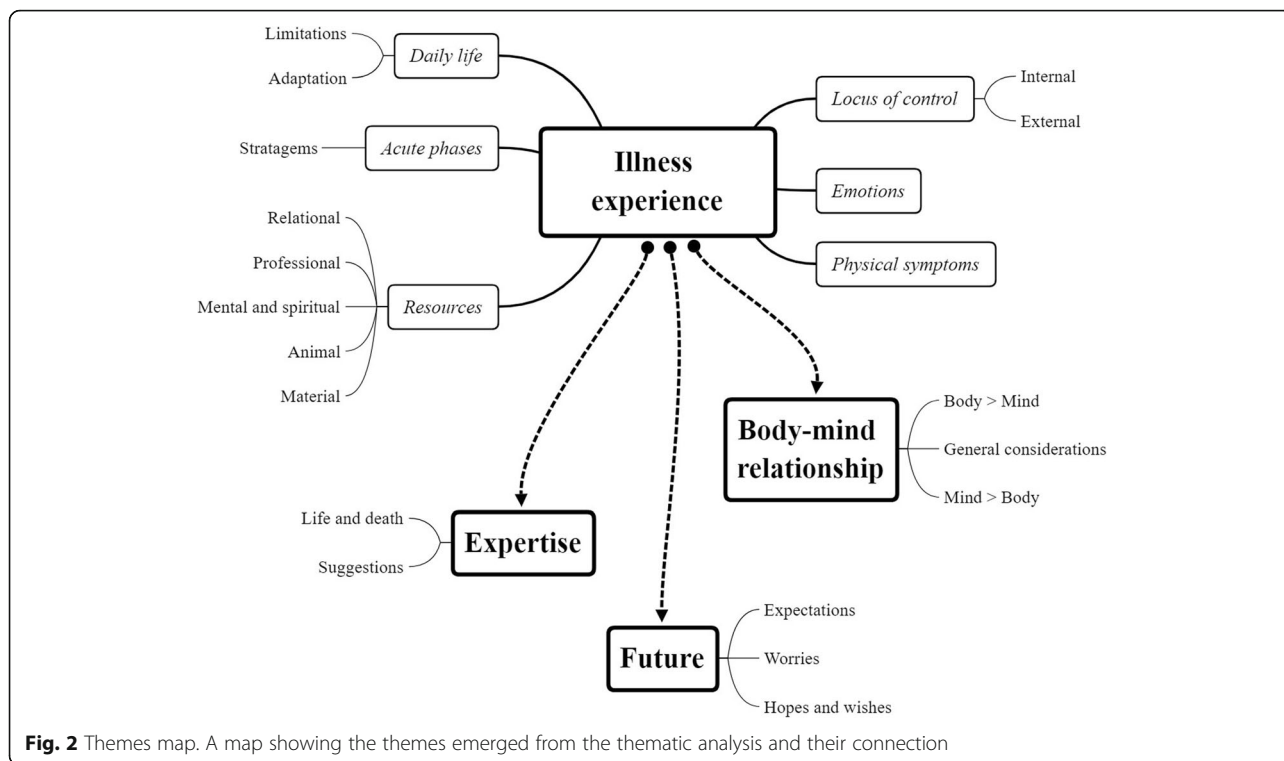 Limitations
Adaptation
Daily life
Stratagems
Acute phases
Relational
Professional
Mental and spiritual
Animal
Material
Resources
Illness
experience
Locus of control
Internal
External
Emotions
Physical symptoms
Body-mind
relationship
Body > Mind
General considerations
Mind > Body
Life and death
Suggestions
Expertise
Future
Expectations
Worries
Hopes and wishes
Fig. 2 Themes map. A map showing the themes emerged from the thematic analysis and their connection